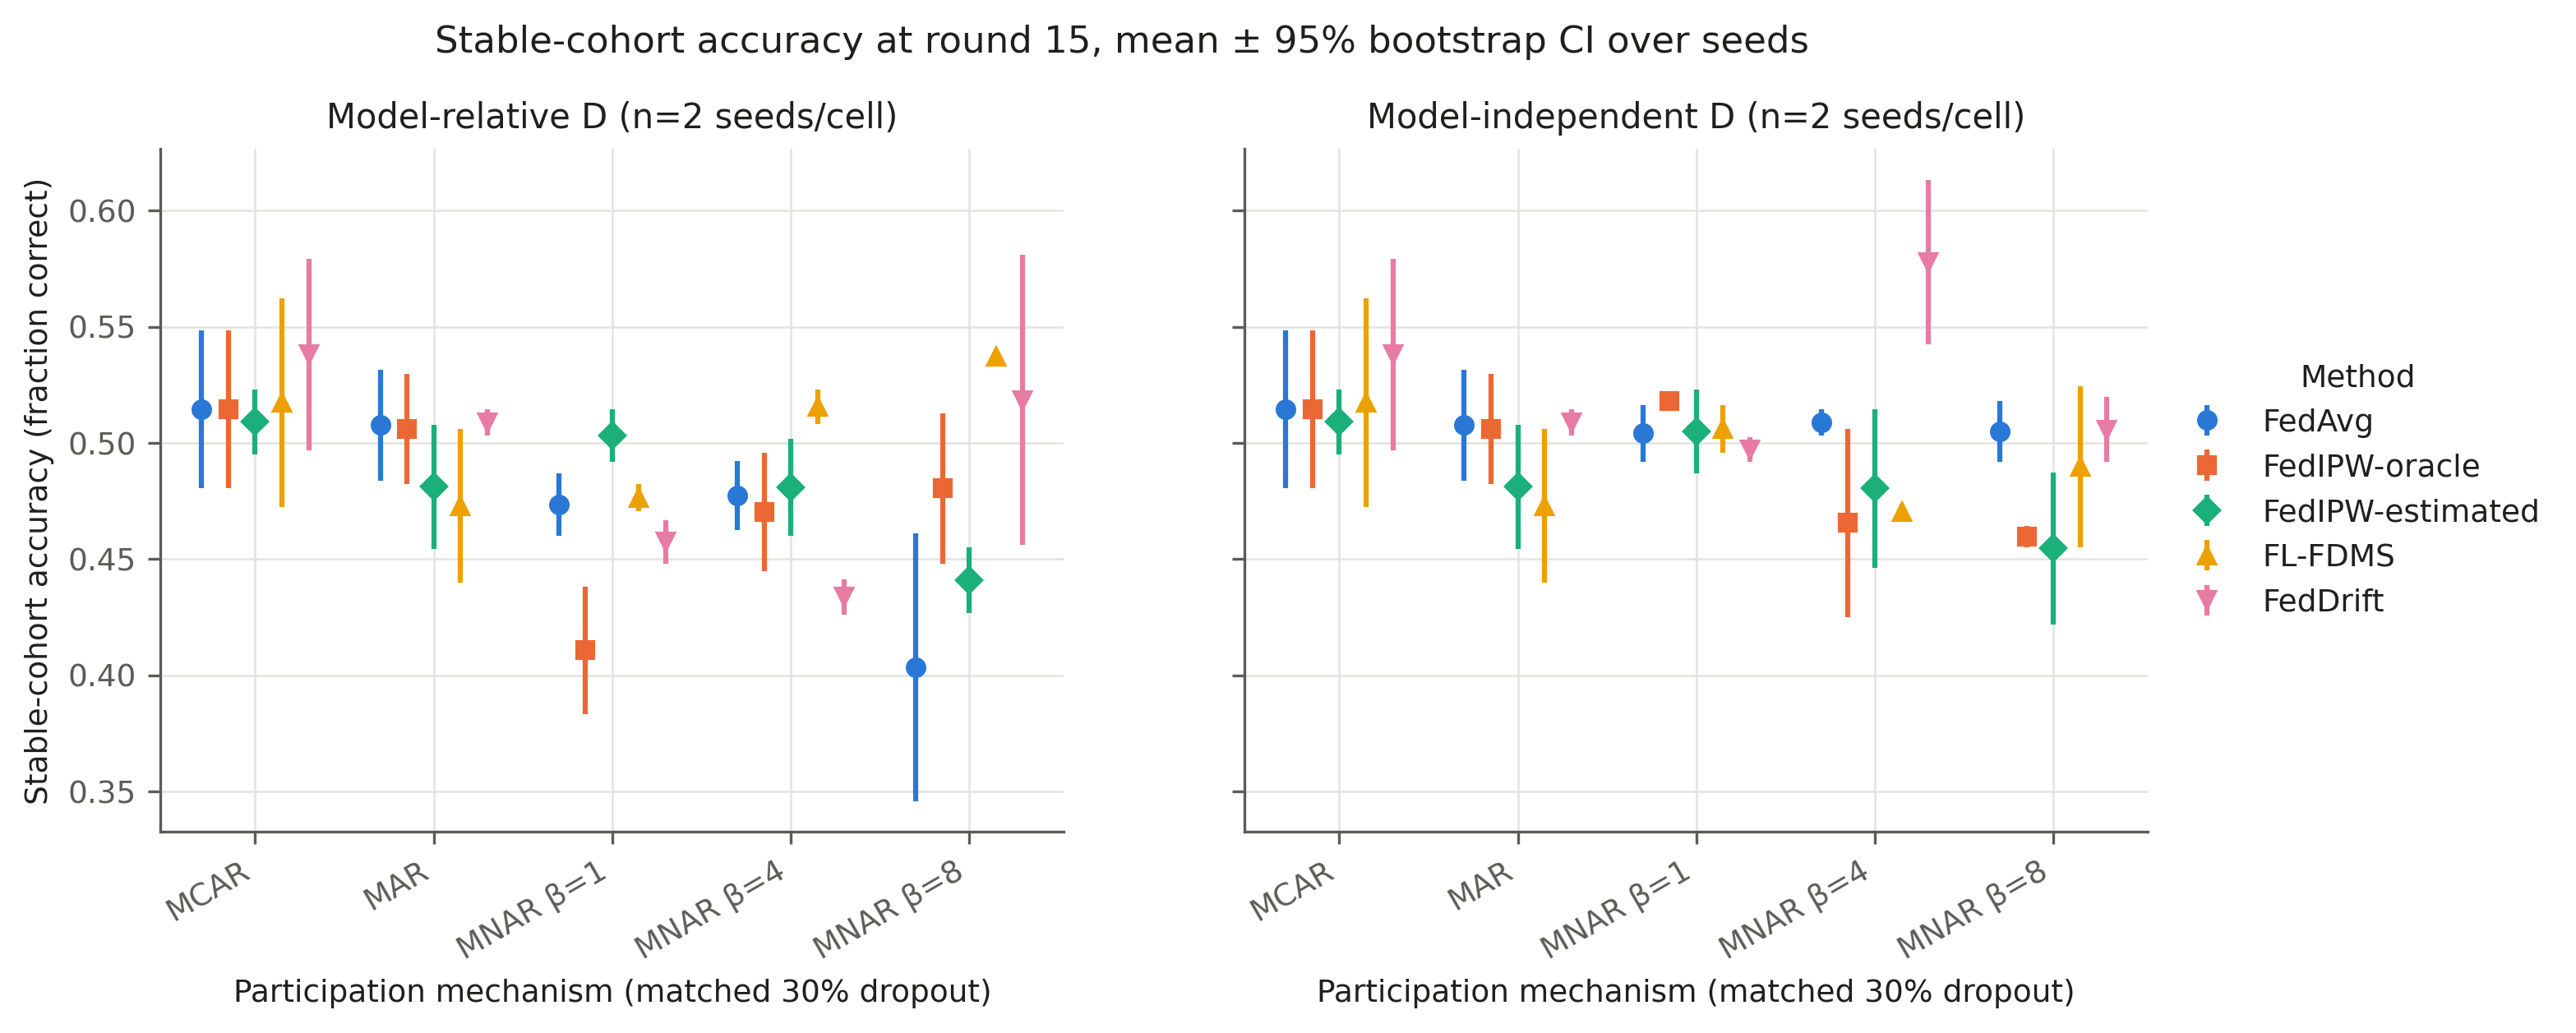 Stable-cohort accuracy at round 15, mean ± 95% bootstrap CI over seeds
Model-relative D (n=2 seeds/cell)
Stable-cohort accuracy (fraction correct)
0.60
0.55
0.50
0.45
0.40
0.35
MCAR
MAR
MNAR β=1
MNAR β=4
MNAR β=8
Participation mechanism (matched 30% dropout)
Model-independent D (n=2 seeds/cell)
MCAR
MAR
MNAR β=1
MNAR β=4
MNAR β=8
Participation mechanism (matched 30% dropout)
Method
FedAvg
FedIPW-oracle
FedIPW-estimated
FL-FDMS
FedDrift